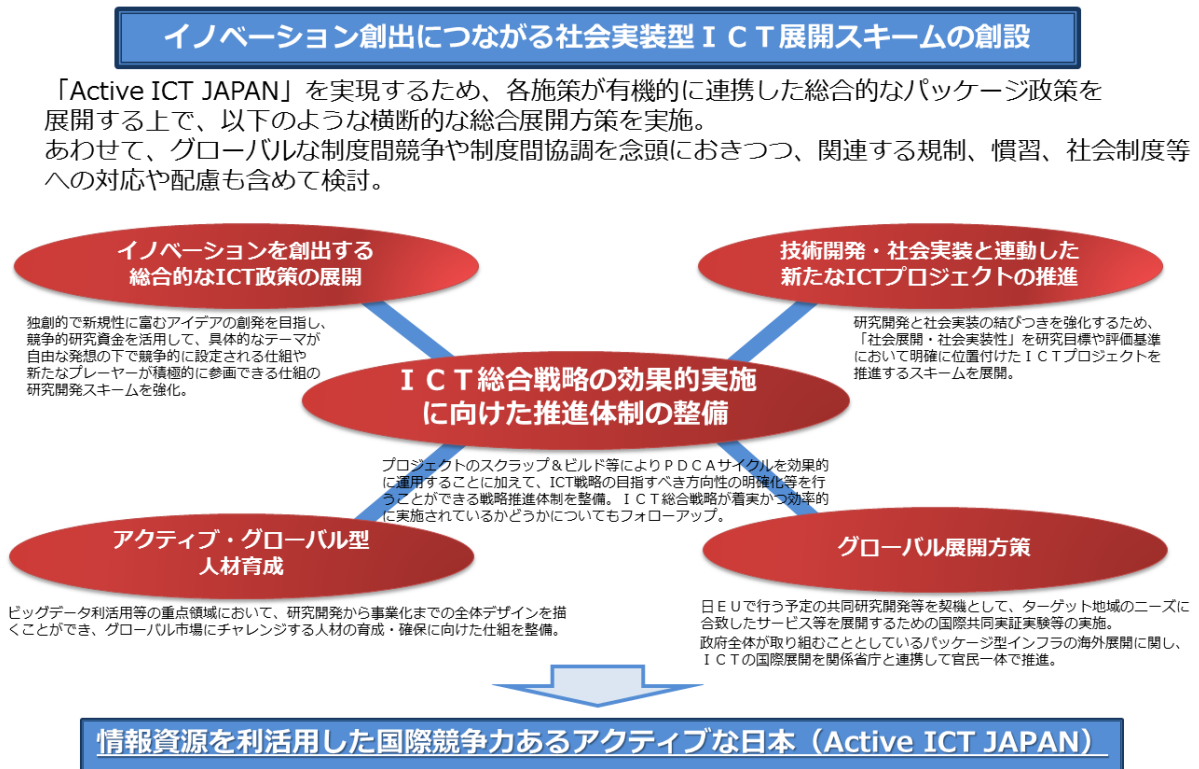 イノベーション創出につながる社会実装型ＩＣＴ展開スキームの創設
「Active ICT JAPAN」を実現するため、各施策が有機的に連携した総合的なパッケージ政策を
展開する上で、以下のような横断的な総合展開方策を実施。
あわせて、グローバルな制度間競争や制度間協調を念頭におきつつ、関連する規制、慣習、社会制度等
への対応や配慮も含めて検討。
イノベーションを創出する
総合的なICT政策の展開
独創的で新規性に富むアイデアの創発を目指し、
競争的研究資金を活用して、具体的なテーマが
自由な発想の下で競争的に設定される仕組や
新たなプレーヤーが積極的に参画できる仕組の
研究開発スキームを強化。
技術開発・社会実装と連動した
新たなICTプロジェクトの推進
研究開発と社会実装の結びつきを強化するため、
「社会展開・社会実装性」を研究目標や評価基準
において明確に位置付けたＩＣＴプロジェクトを
推進するスキームを展開。
ＩＣＴ総合戦略の効果的実施
に向けた推進体制の整備
プロジェクトのスクラップ＆ビルド等によりＰＤＣＡサイクルを効果的
に運用することに加えて、ICT戦略の目指すべき方向性の明確化等を行
うことができる戦略推進体制を整備。ＩＣＴ総合戦略が着実かつ効率的
に実施されているかどうかについてもフォローアップ。
アクティブ・グローバル型
人材育成
ビッグデータ利活用等の重点領域において、研究開発から事業化までの全体デザインを描
くことができ、グローバル市場にチャレンジする人材の育成・確保に向けた仕組を整備。
グローバル展開方策
日ＥＵで行う予定の共同研究開発等を契機として、ターゲット地域のニーズに
合致したサービス等を展開するための国際共同実証実験等の実施。
政府全体が取り組むこととしているパッケージ型インフラの海外展開に関し、
ＩＣＴの国際展開を関係省庁と連携して官民一体で推進。
情報資源を利活用した国際競争力あるアクティブな日本（Active ICT JAPAN）